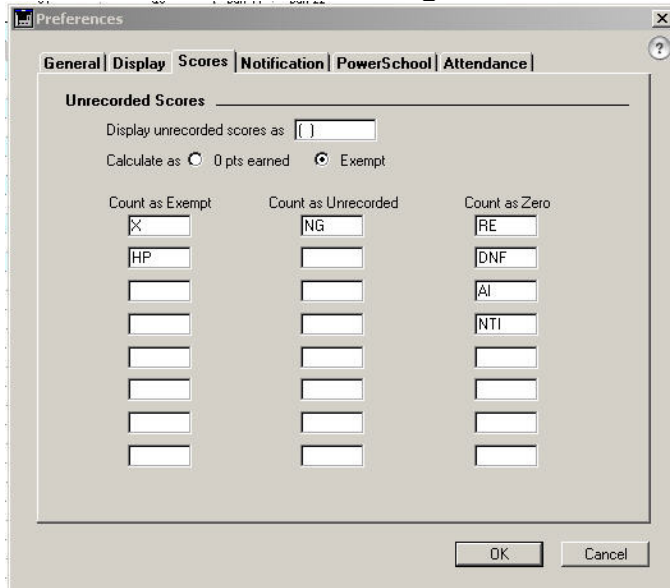 Preferences
General Display Scores Notification PowerSchool Attendance
?
Unrecorded Scores
Display unrecorded scores as ( )
Calculate as 0 pts earned Exempt
Count as Exempt Count as Unrecorded Count as Zero
X NG RE
HP DNF
AI
NTI
OK Cancel